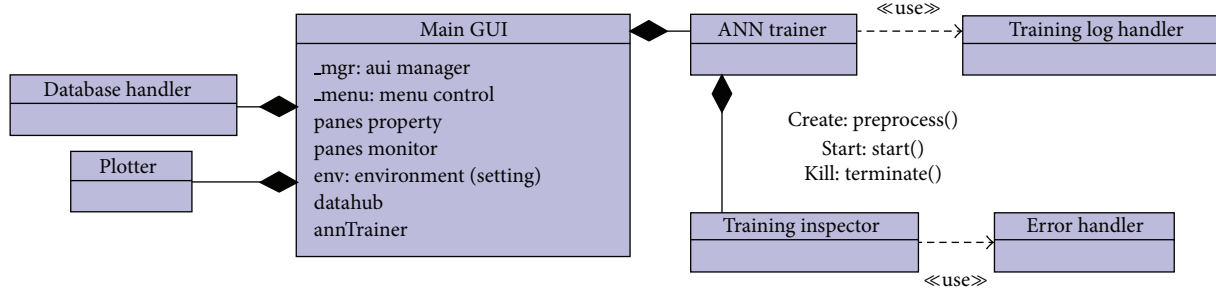 Main GUI
_mgr: aui manager
_menu: menu control
panes property
panes monitor
env: environment (setting)
datahub
annTrainer
Database handler
Plotter
ANN trainer
≪use≫
Training log handler
Create: preprocess()
Start: start()
Kill: terminate()
Training inspector
≪use≫
Error handler